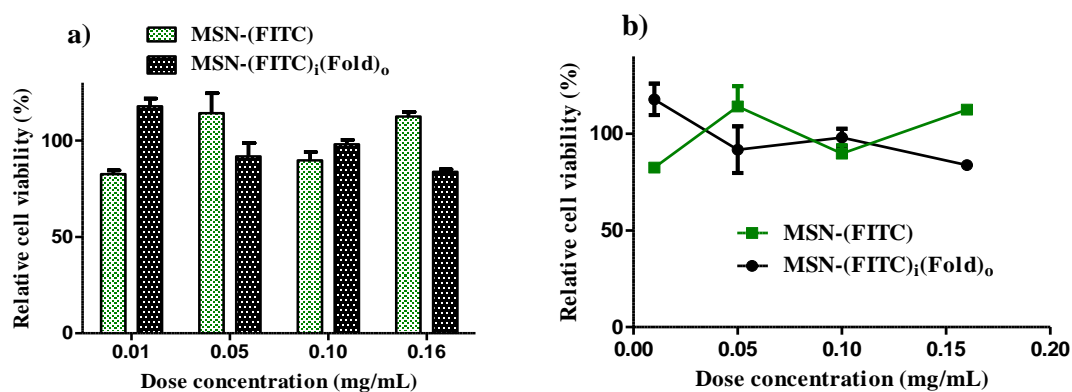 a)
MSN-(FITC)
MSN-(FITC)i(Fold)o
Relative cell viability (%)
100
50
0
0.01 0.05 0.10 0.16
Dose concentration (mg/mL)
b)
Relative cell viability (%)
100
50
0
MSN-(FITC)
MSN-(FITC)i(Fold)o
0.00 0.05 0.10 0.15 0.20
Dose concentration (mg/mL)